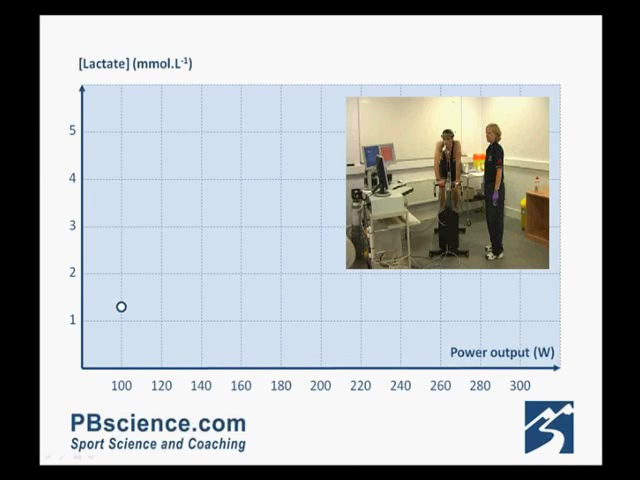 [Lactate] (mmol.L⁻¹)
5
4
3
2
1
Power output (W)
100 120 140 160 180 200 220 240 260 280 300
PBscience.com
Sport Science and Coaching